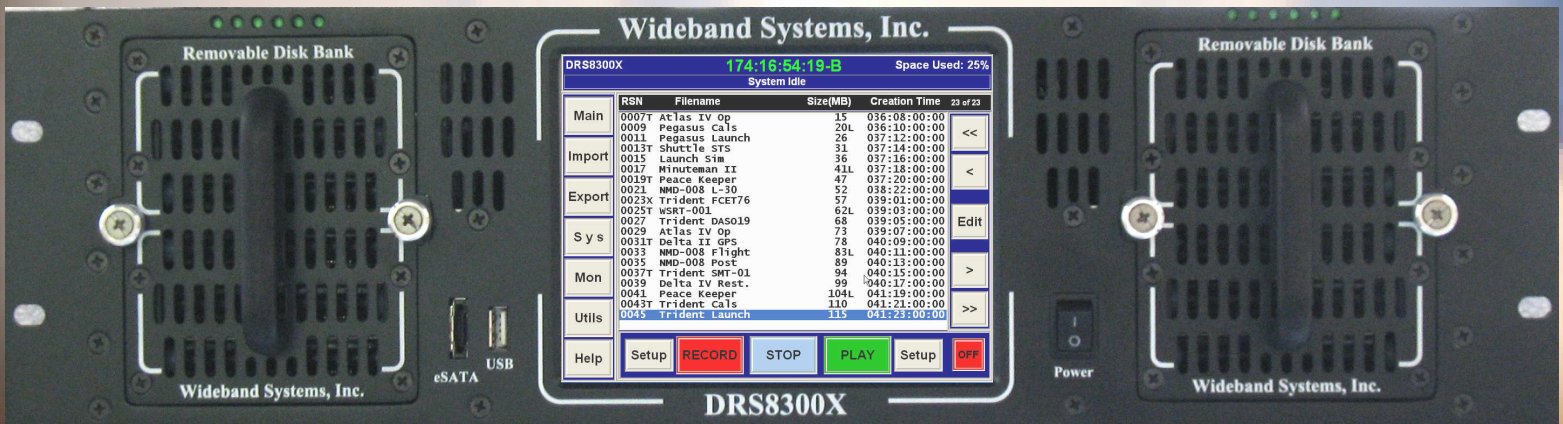 Wideband Systems, Inc.
Removable Disk Bank
Wideband Systems, Inc.
eSATA
USB
DRS8300X 174:16:54:19-B Space Used: 25%
System Idle
RSN Filename Size(MB) Creation Time 23 of 23
0007T Atlas IV Op 15 036:08:00:00
0009 Pegasus Cals 20L 036:10:00:00
0011 Pegasus Launch 26 037:12:00:00
0013T Shuttle STS 31 037:14:00:00
0015 Launch Sim 36 037:16:00:00
0017 Minuteman II 41L 037:18:00:00
0019T Peace Keeper 47 037:20:00:00
0021 NMD-008 L-30 52 038:22:00:00
0023X Trident FCET76 57 039:01:00:00
0025T WSRT-001 62L 039:03:00:00
0027 Trident DASO19 68 039:05:00:00
0029 Atlas IV Op 73 039:07:00:00
0031T Delta II GPS 78 040:09:00:00
0033 NMD-008 Flight 83L 040:11:00:00
0035 NMD-008 Post 89 040:13:00:00
0037T Trident SMT-01 94 040:15:00:00
0039 Delta IV Rest. 99 040:17:00:00
0041 Peace Keeper 104L 041:19:00:00
0043T Trident Cals 110 041:21:00:00
0045 Trident Launch 115 041:23:00:00
Main
Import
Export
Sys
Mon
Utils
Help
<<
<
Edit
>
>>
Setup RECORD STOP PLAY Setup OFF
DRS8300X
Power
Removable Disk Bank
Wideband Systems, Inc.